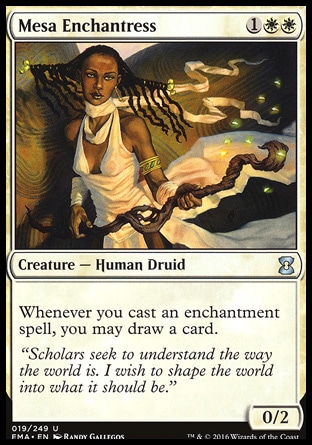 Mesa Enchantress 1
Creature — Human Druid
Whenever you cast an enchantment
spell, you may draw a card.
“Scholars seek to understand the way
the world is. I wish to shape the world
into what it should be.”
0/2
019/249 U
EMA • EN Randy Gallegos ™ & © 2016 Wizards of the Coast